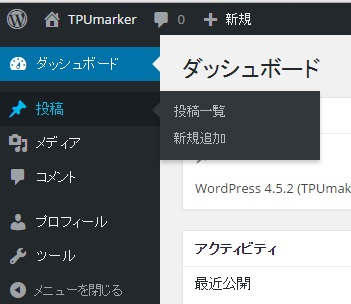 TPUmarker 0 新規
ダッシュボード
投稿
メディア
コメント
プロフィール
ツール
メニューを閉じる
投稿一覧
新規追加
ダッシュボード
WordPress 4.5.2 (TPUmak
アクティビティ
最近公開